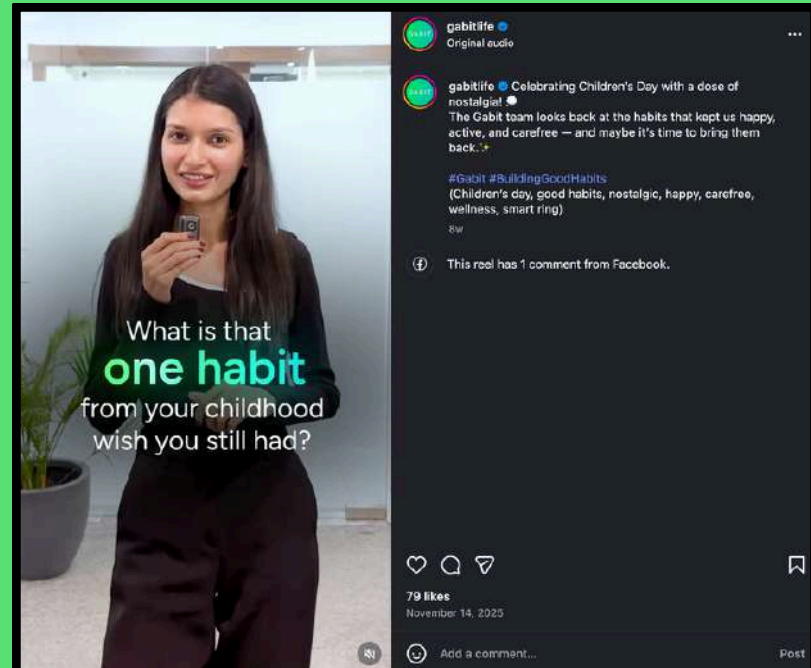 What is that
one habit
from your childhood
wish you still had?
GABIT
gabitlife
Original audio
GABIT
gabitlife Celebrating Children's Day with a dose of
nostalgia!
The Gabit team looks back at the habits that kept us happy,
active, and carefree — and maybe it's time to bring them
back.
#Gabit #BuildingGoodHabits
(Children's day, good habits, nostalgic, happy, carefree,
wellness, smart ring)
8w
This reel has 1 comment from Facebook.
79 likes
November 14, 2025
Add a comment...
Post